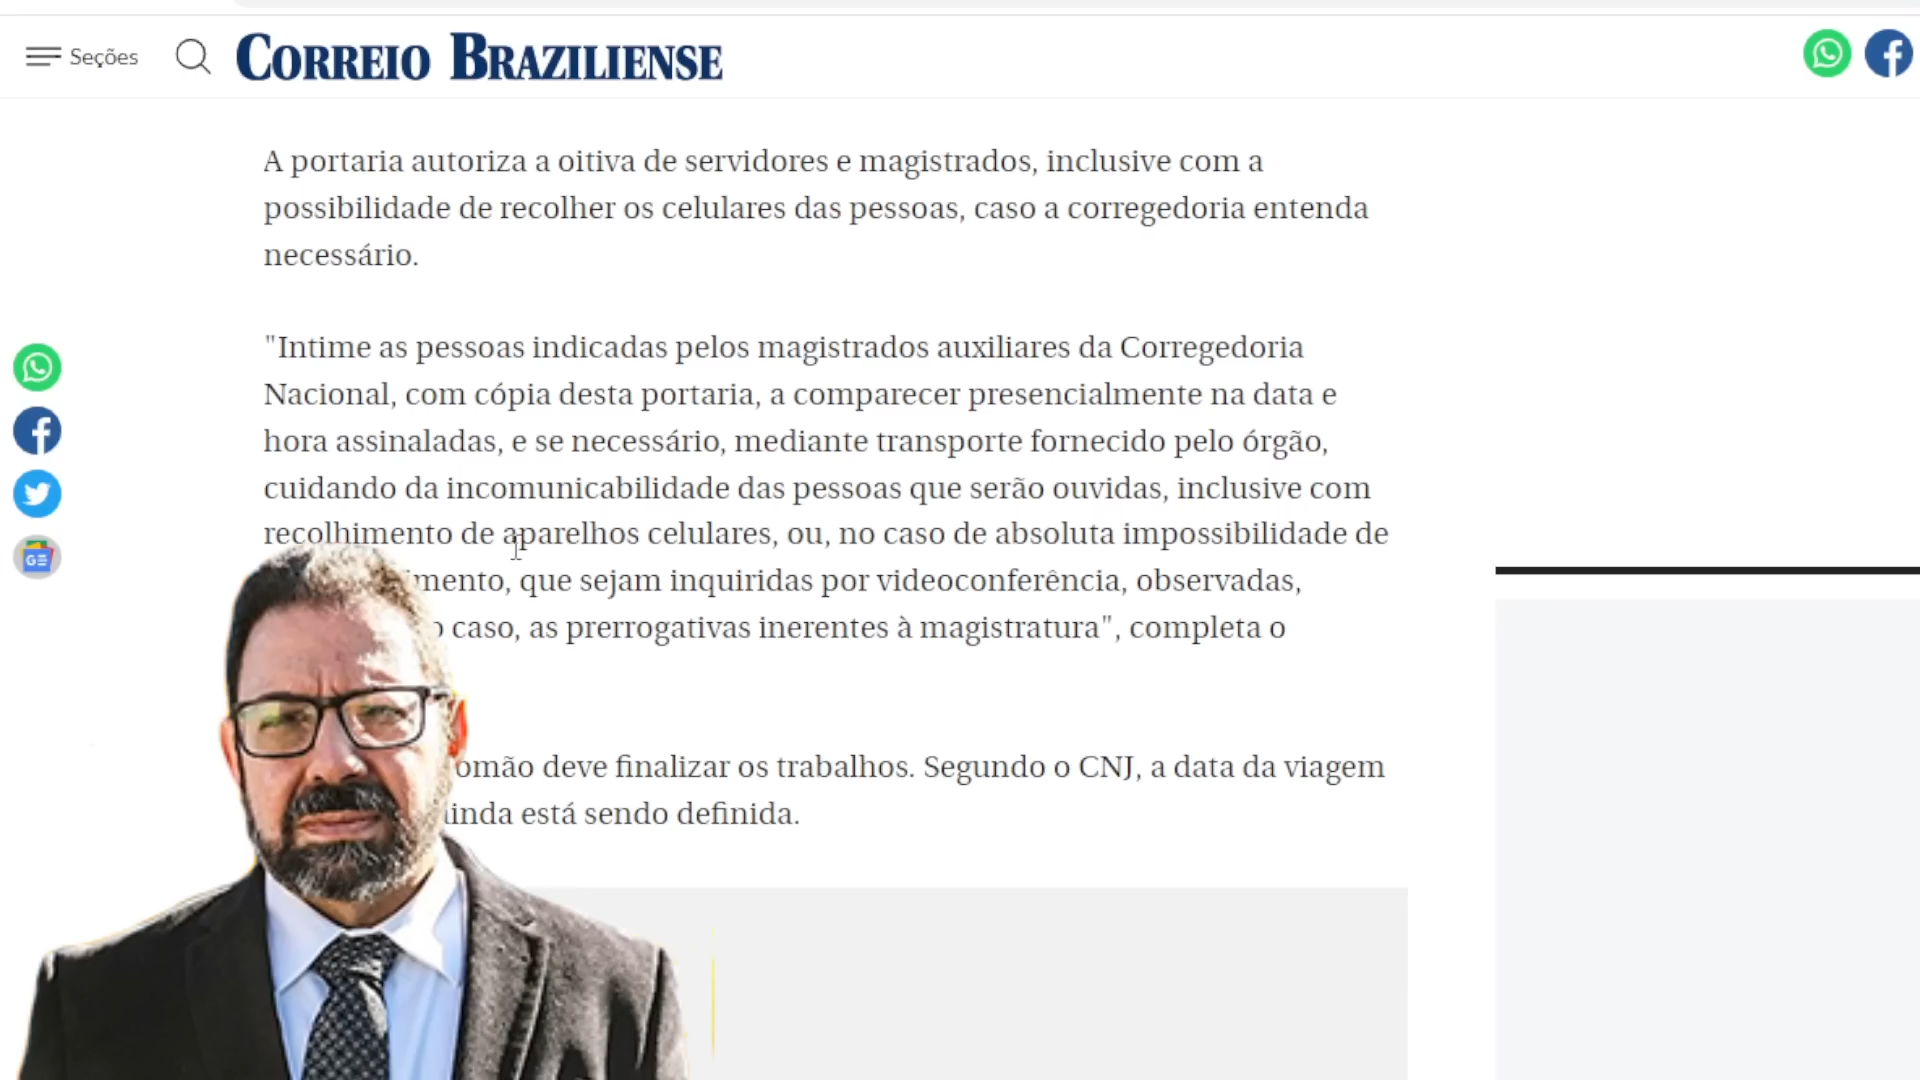 Seções
CORREIO BRAZILIENSE
A portaria autoriza a oitiva de servidores e magistrados, inclusive com a
possibilidade de recolher os celulares das pessoas, caso a corregedoria entenda
necessário.
"Intime as pessoas indicadas pelos magistrados auxiliares da Corregedoria
Nacional, com cópia desta portaria, a comparecer presencialmente na data e
hora assinaladas, e se necessário, mediante transporte fornecido pelo órgão,
cuidando da incomunicabilidade das pessoas que serão ouvidas, inclusive com
recolhimento de aparelhos celulares, ou, no caso de absoluta impossibilidade de
mento, que sejam inquiridas por videoconferência, observadas,
caso, as prerrogativas inerentes à magistratura", completa o
omão deve finalizar os trabalhos. Segundo o CNJ, a data da viagem
inda está sendo definida.
GE